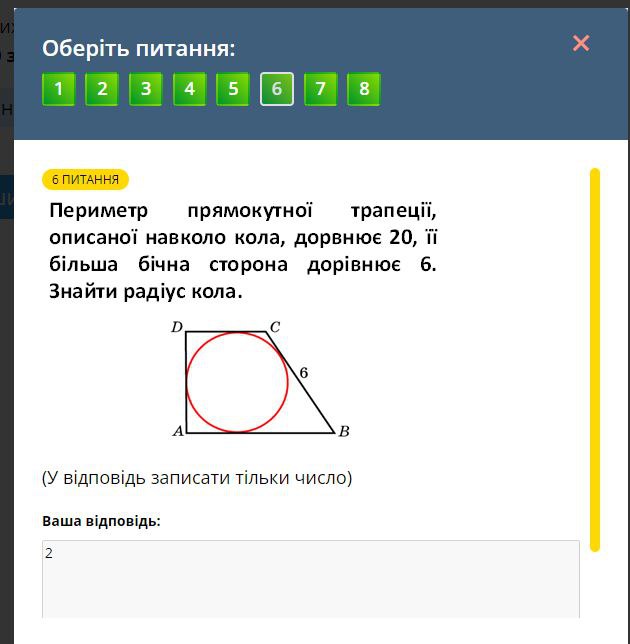 Оберіть питання:
1 2 3 4 5 6 7 8
6 ПИТАННЯ
Периметр прямокутної трапеції,
описаної навколо кола, дорвнює 20, її
більша бічна сторона дорівнює 6.
Знайти радіус кола.
D C
6
A B
(У відповідь записати тільки число)
Ваша відповідь:
2